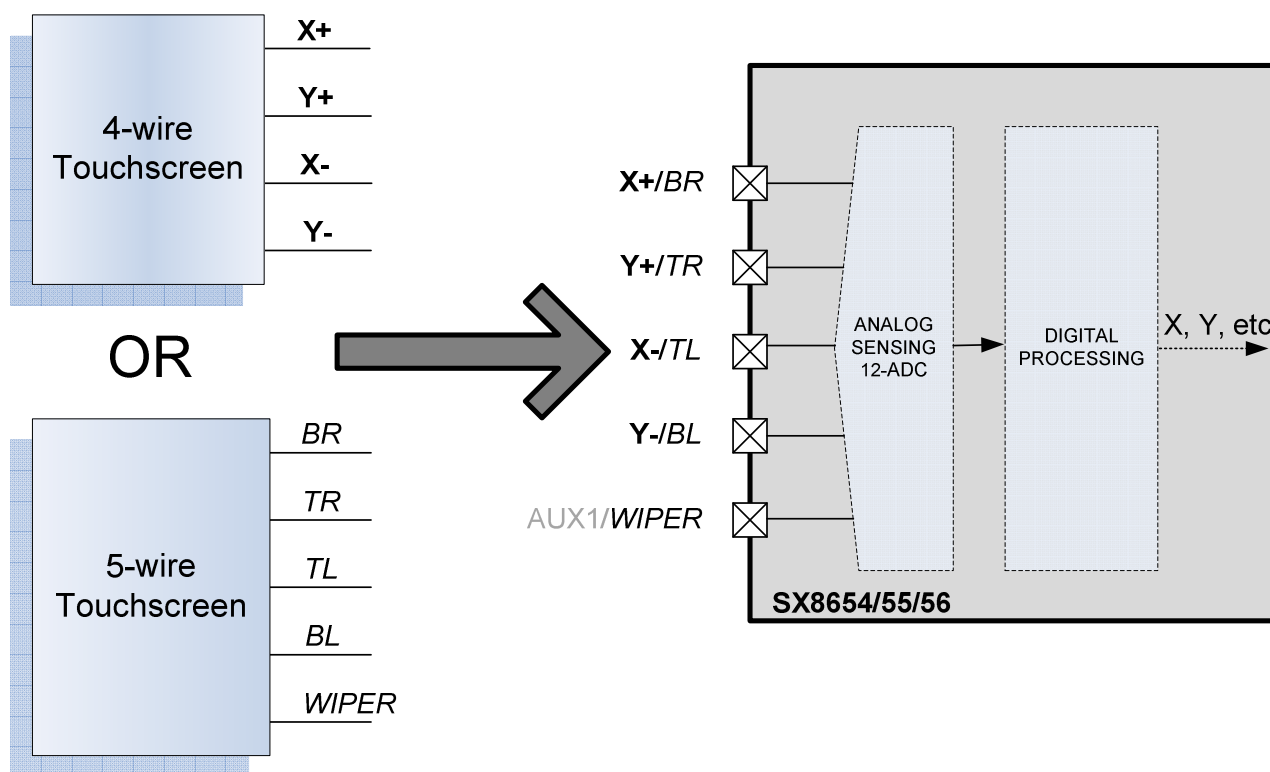 4-wire
Touchscreen
X+
Y+
X-
Y-
OR
5-wire
Touchscreen
BR
TR
TL
BL
WIPER
X+/BR
Y+/TR
X-/TL
Y-/BL
AUX1/WIPER
ANALOG
SENSING
12-ADC
DIGITAL
PROCESSING
X, Y, etc
SX8654/55/56